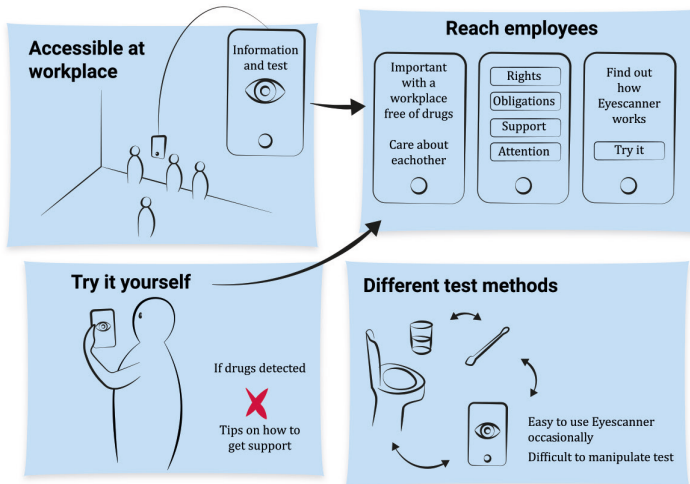 Accessible at
workplace
Information
and test
Reach employees
Important
with a
workplace
free of drugs
Care about
eachother
Rights
Obligations
Support
Attention
Find out
how
Eyescanner
works
Try it
Try it yourself
If drugs detected
Tips on how to
get support
Different test methods
Easy to use Eyescanner
occasionally
Difficult to manipulate test